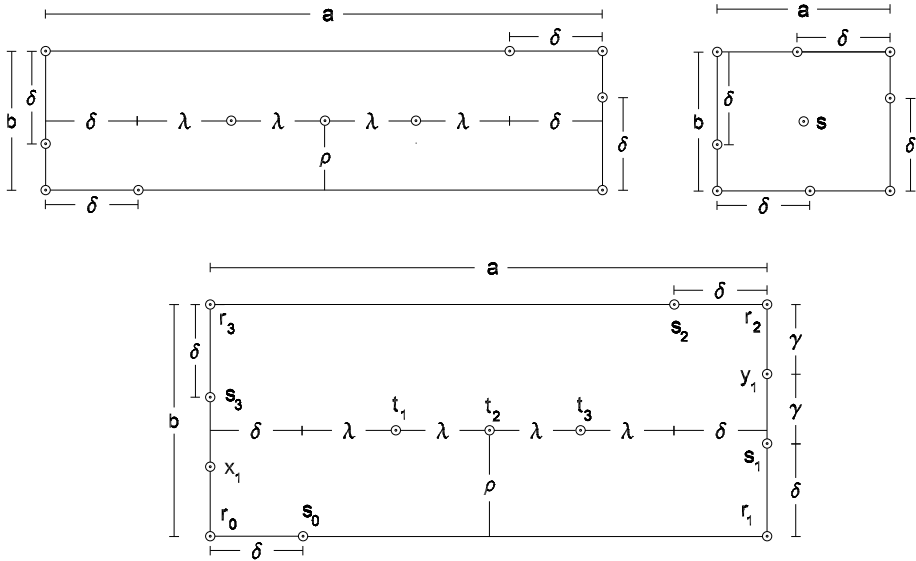 a
δ
δ
b
δ λ λ λ λ δ
ρ
δ
δ
a
δ
δ
b
s
δ
δ
a
δ
r3 s2 r2
δ γ
y1
s3 t1 t2 t3 γ
b
δ λ λ λ λ δ
s1
x1
ρ δ
r0 s0 r1
δ